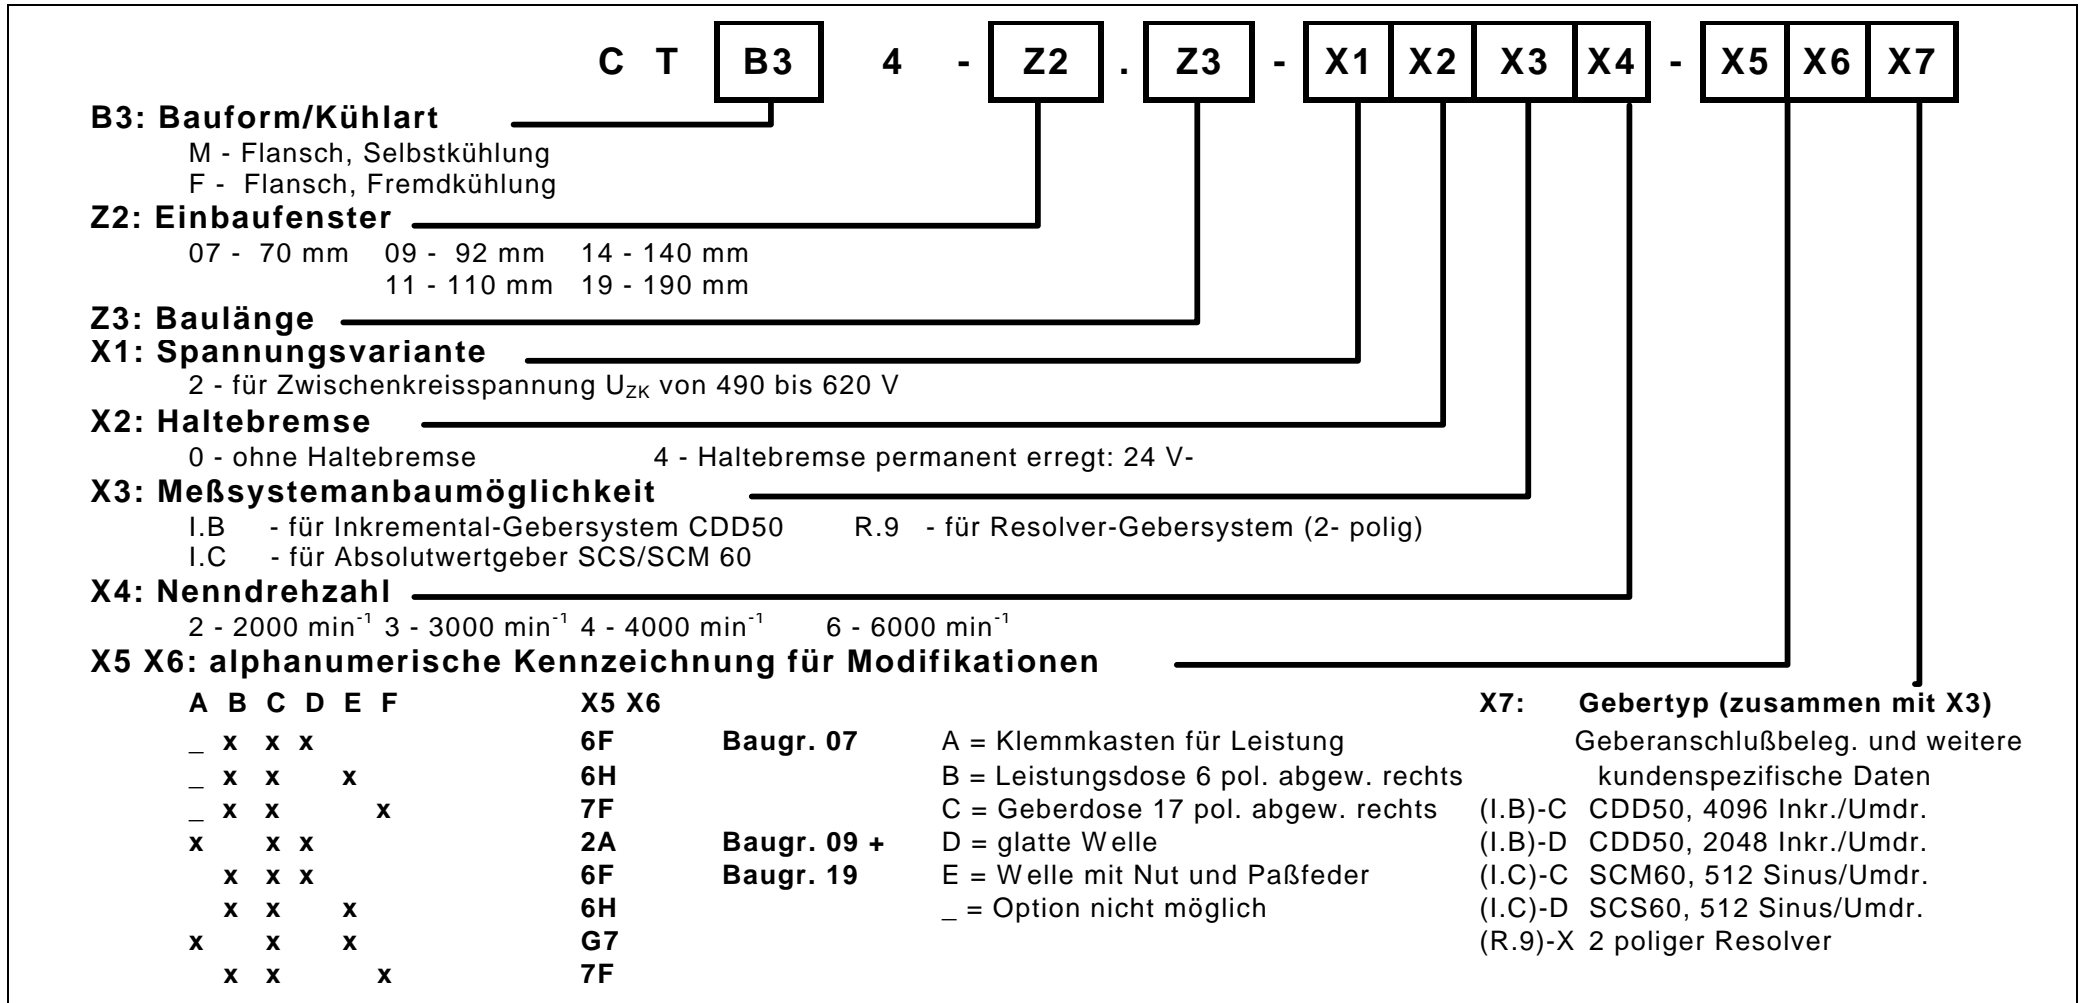 C T B3 4 - Z2 . Z3 - X1 X2 X3 X4 - X5 X6 X7
B3: Bauform/Kühlart
M - Flansch, Selbstkühlung
F - Flansch, Fremdkühlung
Z2: Einbaufenster
07 - 70 mm 09 - 92 mm 14 - 140 mm
11 - 110 mm 19 - 190 mm
Z3: Baulänge
X1: Spannungsvariante
2 - für Zwischenkreisspannung UZK von 490 bis 620 V
X2: Haltebremse
0 - ohne Haltebremse 4 - Haltebremse permanent erregt: 24 V-
X3: Meßsystemanbaumöglichkeit
I.B - für Inkremental-Gebersystem CDD50 R.9 - für Resolver-Gebersystem (2- polig)
I.C - für Absolutwertgeber SCS/SCM 60
X4: Nenndrehzahl
2 - 2000 min-1 3 - 3000 min-1 4 - 4000 min-1 6 - 6000 min-1
X5 X6: alphanumerische Kennzeichnung für Modifikationen
A B C D E F X5 X6 X7: Gebertyp (zusammen mit X3)
_ x x x 6F Baugr. 07 A = Klemmkasten für Leistung Geberanschlußbeleg. und weitere
_ x x x 6H B = Leistungsdose 6 pol. abgew. rechts kundenspezifische Daten
_ x x x 7F C = Geberdose 17 pol. abgew. rechts (I.B)-C CDD50, 4096 Inkr./Umdr.
x x x 2A Baugr. 09 + D = glatte Welle (I.B)-D CDD50, 2048 Inkr./Umdr.
x x x 6F Baugr. 19 E = Welle mit Nut und Paßfeder (I.C)-C SCM60, 512 Sinus/Umdr.
x x x 6H _ = Option nicht möglich (I.C)-D SCS60, 512 Sinus/Umdr.
x x x G7 (R.9)-X 2 poliger Resolver
x x x 7F